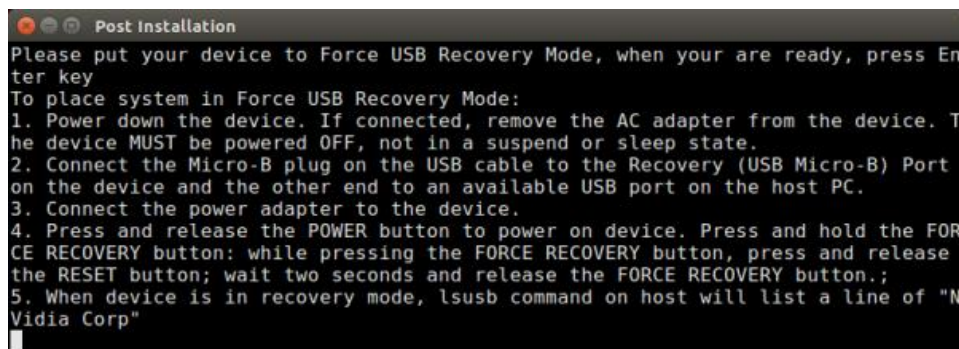 Post Installation
Please put your device to Force USB Recovery Mode, when your are ready, press En
ter key
To place system in Force USB Recovery Mode:
1. Power down the device. If connected, remove the AC adapter from the device. T
he device MUST be powered OFF, not in a suspend or sleep state.
2. Connect the Micro-B plug on the USB cable to the Recovery (USB Micro-B) Port
on the device and the other end to an available USB port on the host PC.
3. Connect the power adapter to the device.
4. Press and release the POWER button to power on device. Press and hold the FOR
CE RECOVERY button: while pressing the FORCE RECOVERY button, press and release
the RESET button; wait two seconds and release the FORCE RECOVERY button.;
5. When device is in recovery mode, lsusb command on host will list a line of "N
Vidia Corp"